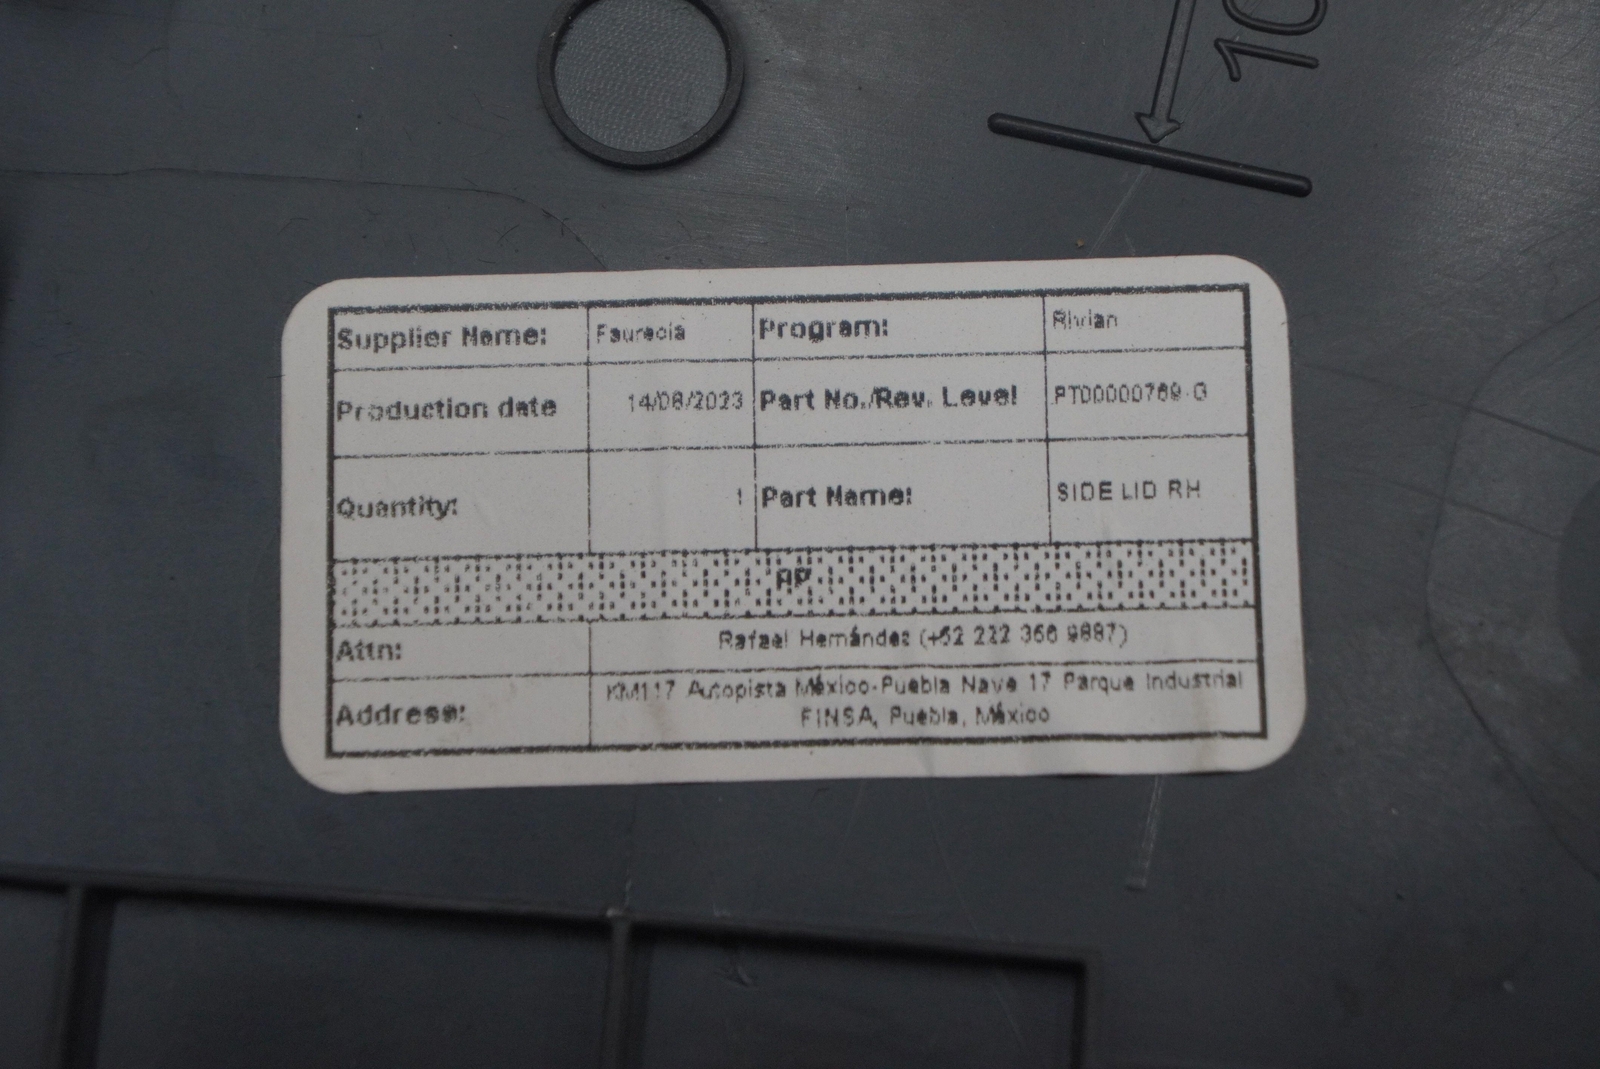 10
Supplier Name: Faurecia Program: Rivian
Production date 14/08/2023 Part No./Rev. Level PT00000769-G
Quantity: 1 Part Name: SIDE LID RH
Attn: Rafael Hernández (+52 222 366 9887)
Address: KM117 Autopista México-Puebla Nave 17 Parque Industrial
FINSA, Puebla, México